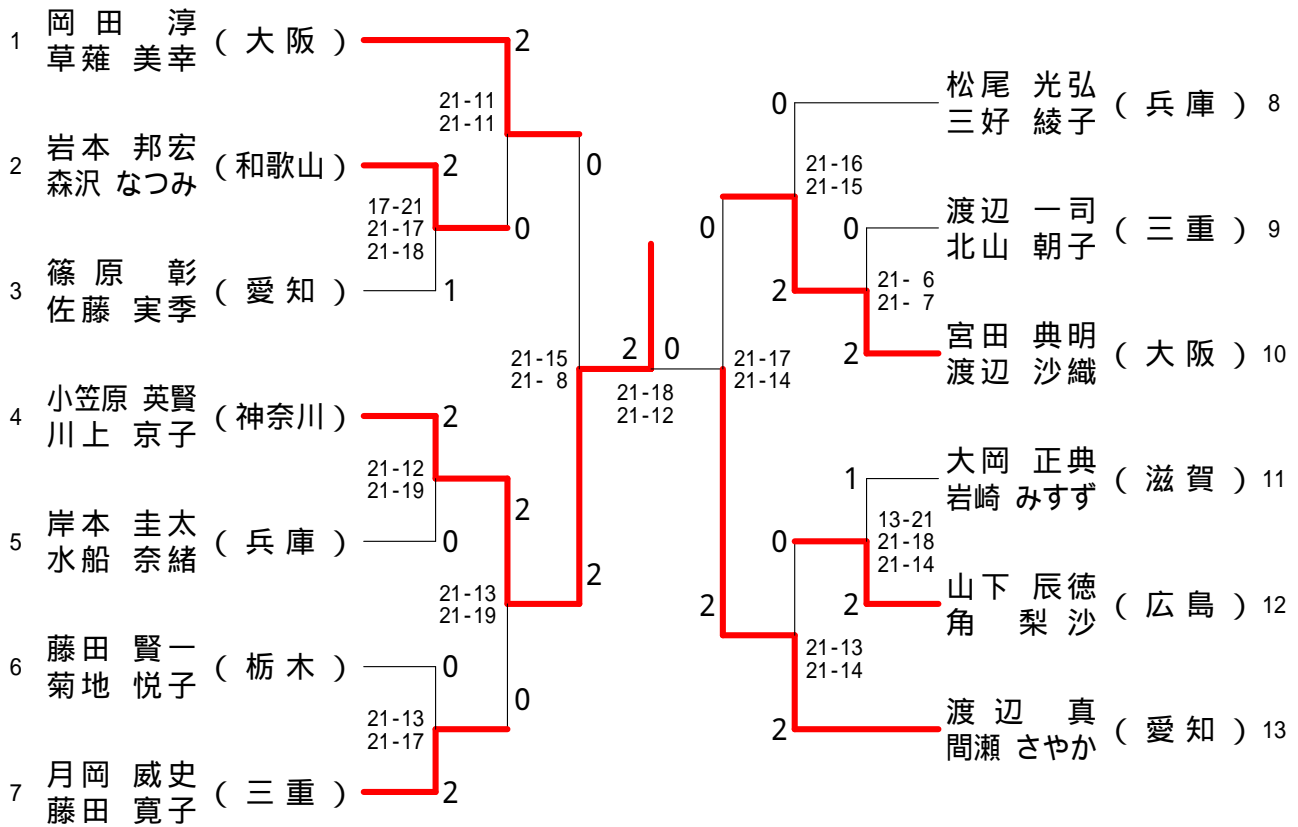 1 岡田 淳
草薙 美幸 (大阪) 2
21-11
21-11
2 岩本 邦宏
森沢 なつみ (和歌山) 2
0
17-21
21-17
21-18
0
3 篠原 彰
佐藤 実季 (愛知) 1
21-15
21- 8
4 小笠原 英賢
川上 京子 (神奈川) 2
21-12
21-19
2
5 岸本 圭太
水船 奈緒 (兵庫) 0
21-13
21-19
2
6 藤田 賢一
菊地 悦子 (栃木) 0
0
21-13
21-17
7 月岡 威史
藤田 寛子 (三重) 2
2 0
21-18
21-12
0 松尾 光弘
三好 綾子 (兵庫) 8
21-16
21-15
0
0 渡辺 一司
北山 朝子 (三重) 9
2
21- 6
21- 7
2 宮田 典明
渡辺 沙織 (大阪) 10
21-17
21-14
1 大岡 正典
岩崎 みすず (滋賀) 11
0
13-21
21-18
21-14
2 山下 辰徳
角 梨沙 (広島) 12
2
21-13
21-14
2 渡辺 真
間瀬 さやか (愛知) 13